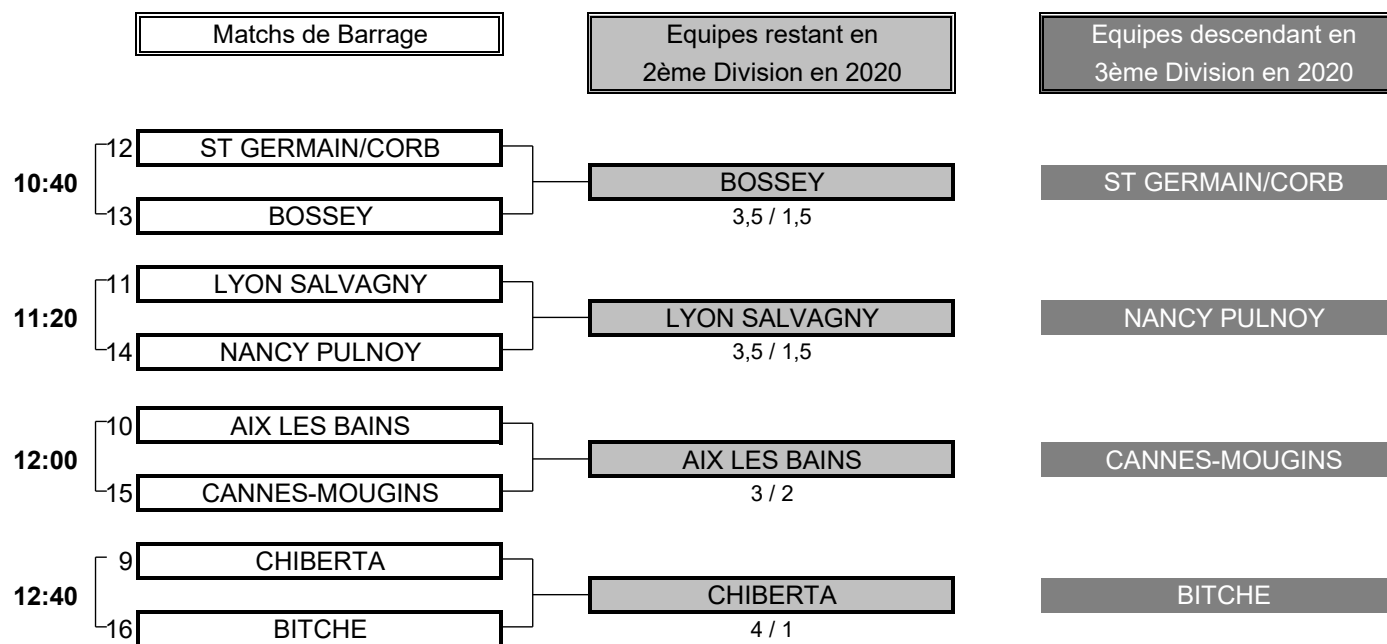 Matchs de Barrage
Equipes restant en
2ème Division en 2020
Equipes descendant en
3ème Division en 2020
12 ST GERMAIN/CORB
10:40 BOSSEY ST GERMAIN/CORB
13 BOSSEY 3,5 / 1,5
11 LYON SALVAGNY
11:20 LYON SALVAGNY NANCY PULNOY
14 NANCY PULNOY 3,5 / 1,5
10 AIX LES BAINS
12:00 AIX LES BAINS CANNES-MOUGINS
15 CANNES-MOUGINS 3 / 2
9 CHIBERTA
12:40 CHIBERTA BITCHE
16 BITCHE 4 / 1